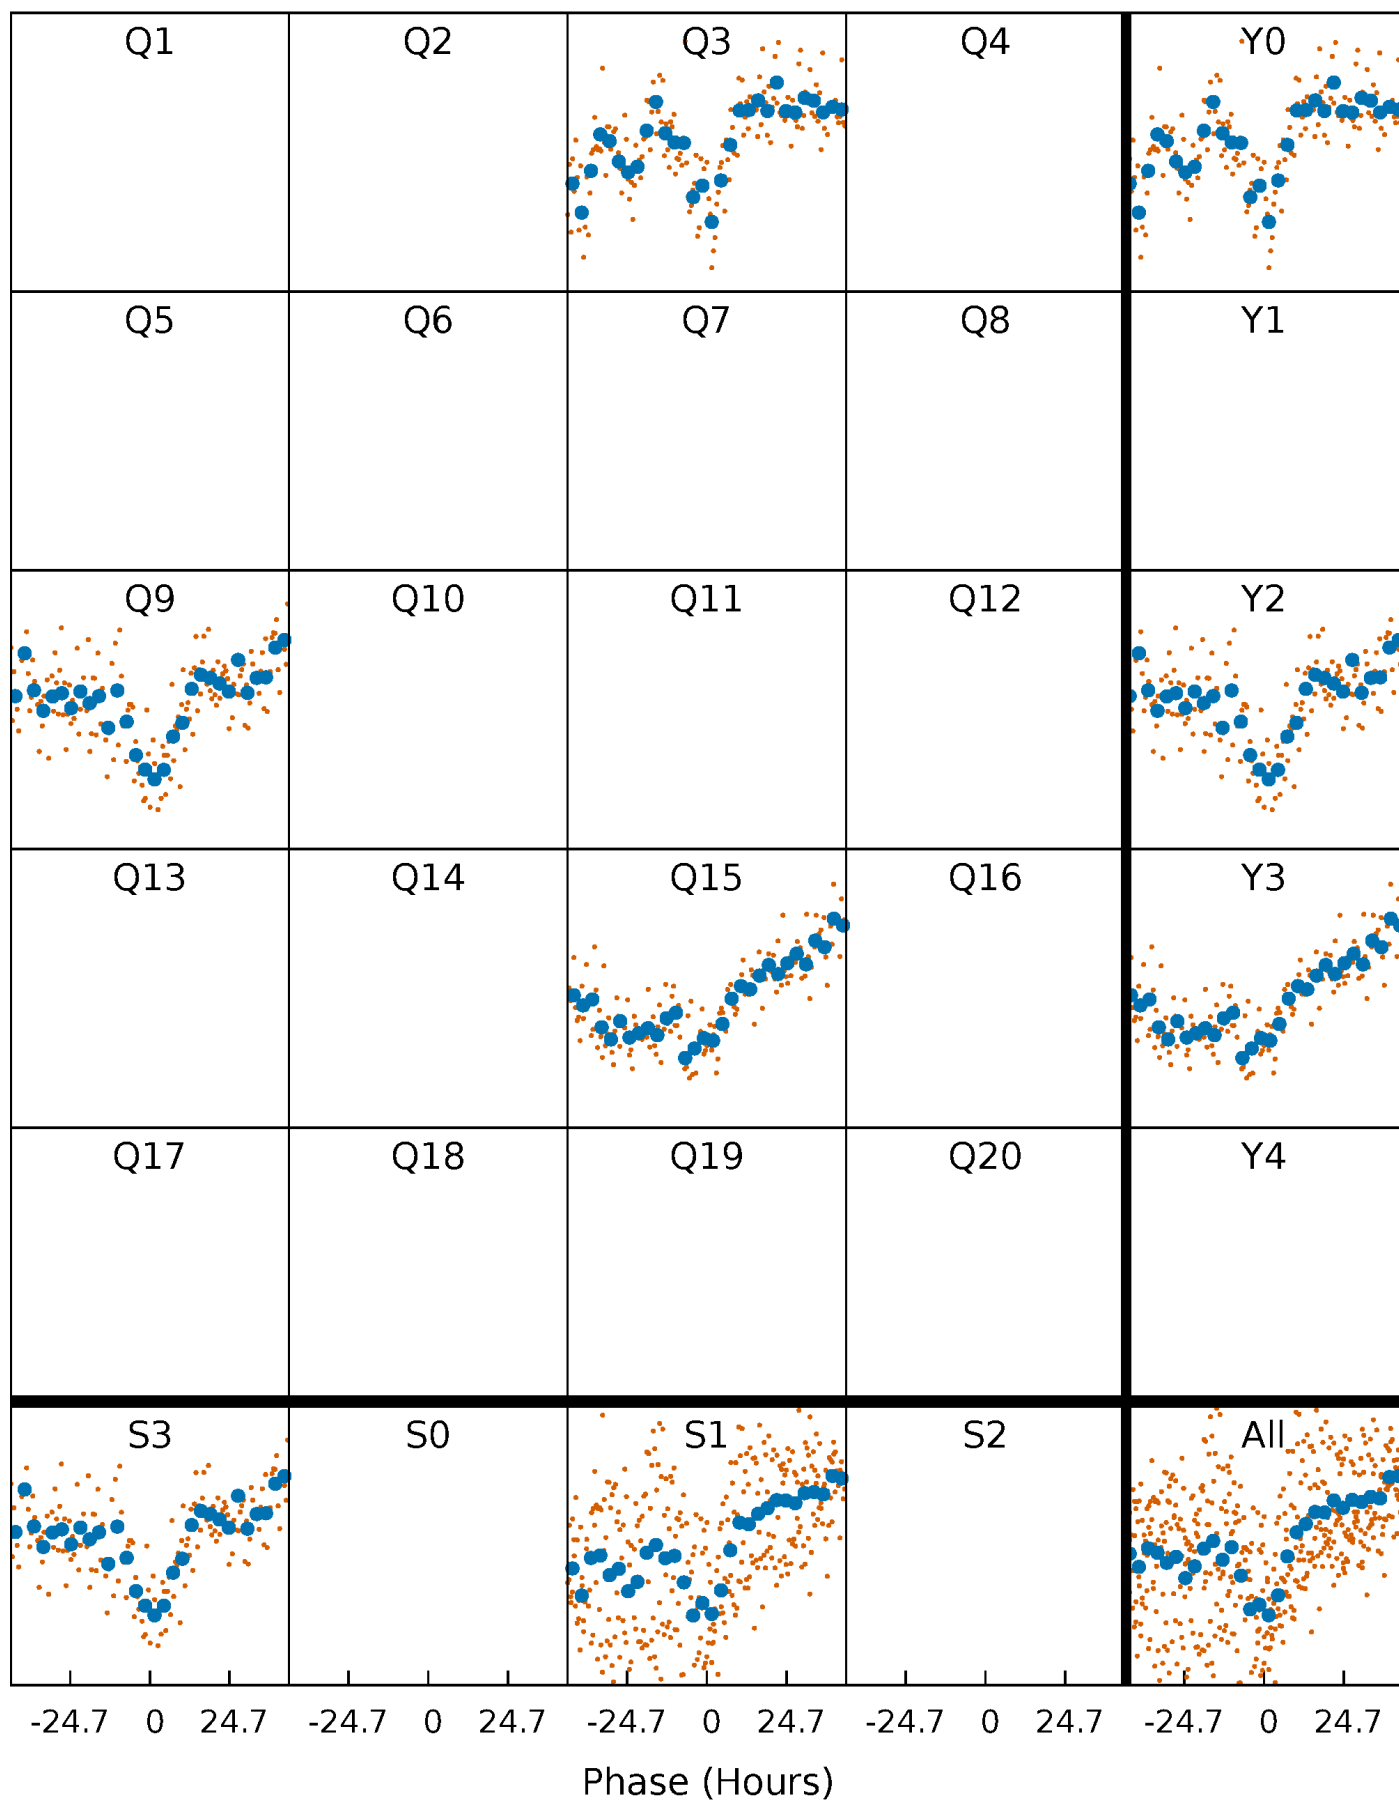 Q1 Q2 Q3 Q4 Y0
Q5 Q6 Q7 Q8 Y1
Q9 Q10 Q11 Q12 Y2
Q13 Q14 Q15 Q16 Y3
Q17 Q18 Q19 Q20 Y4
S3 S0 S1 S2 All
-24.7 0 24.7 -24.7 0 24.7 -24.7 0 24.7 -24.7 0 24.7 -24.7 0 24.7
Phase (Hours)